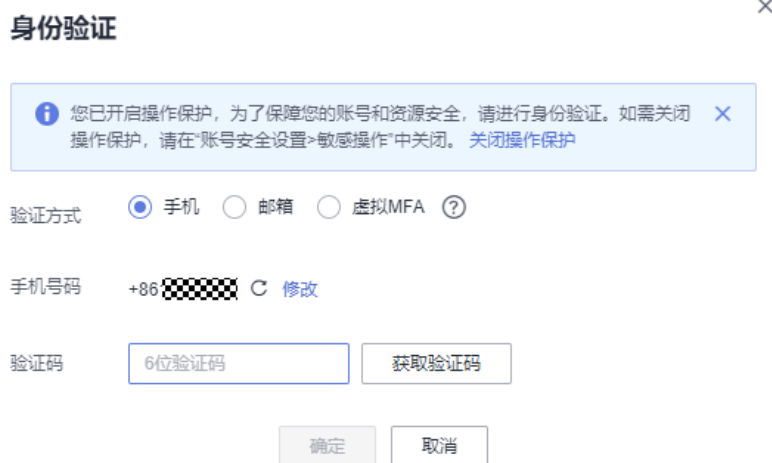 身份验证
您已开启操作保护，为了保障您的账号和资源安全，请进行身份验证。如需关闭
操作保护，请在“账号安全设置>敏感操作”中关闭。 关闭操作保护
验证方式 手机 邮箱 虚拟MFA ?
手机号码 +86 修改
验证码 6位验证码 获取验证码
确定 取消